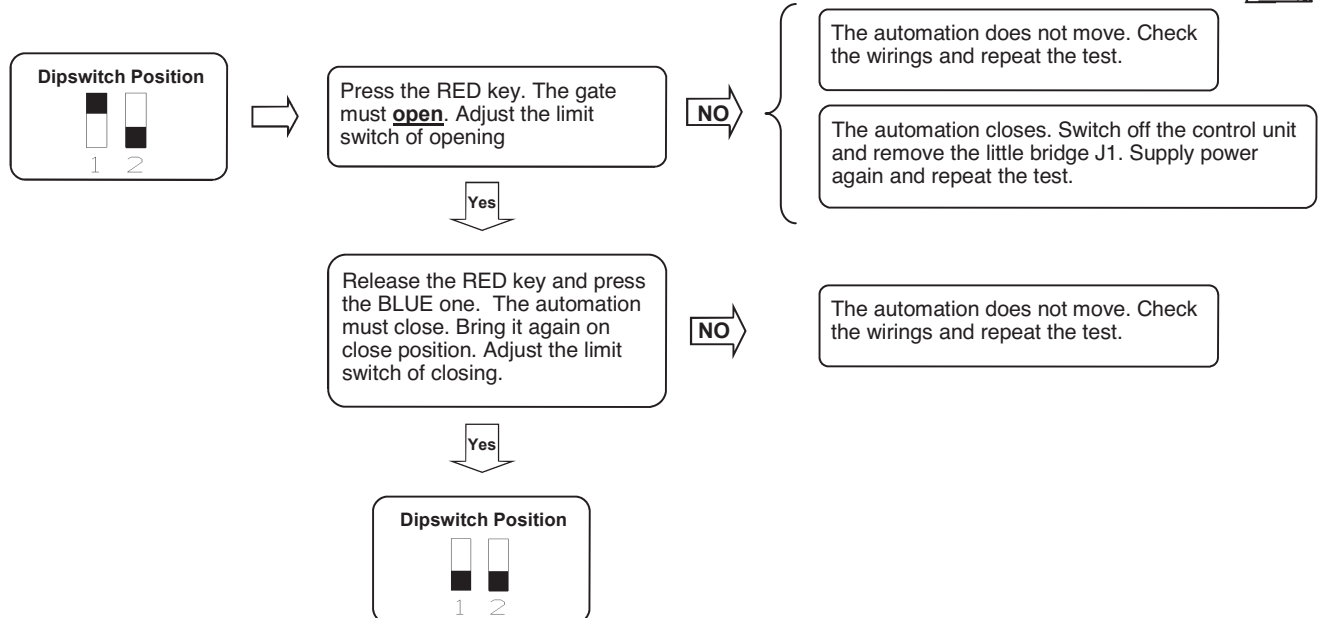 Dipswitch Position
1 2
Press the RED key. The gate
must open. Adjust the limit
switch of opening
NO
The automation does not move. Check
the wirings and repeat the test.
The automation closes. Switch off the control unit
and remove the little bridge J1. Supply power
again and repeat the test.
Yes
Release the RED key and press
the BLUE one. The automation
must close. Bring it again on
close position. Adjust the limit
switch of closing.
NO
The automation does not move. Check
the wirings and repeat the test.
Yes
Dipswitch Position
1 2